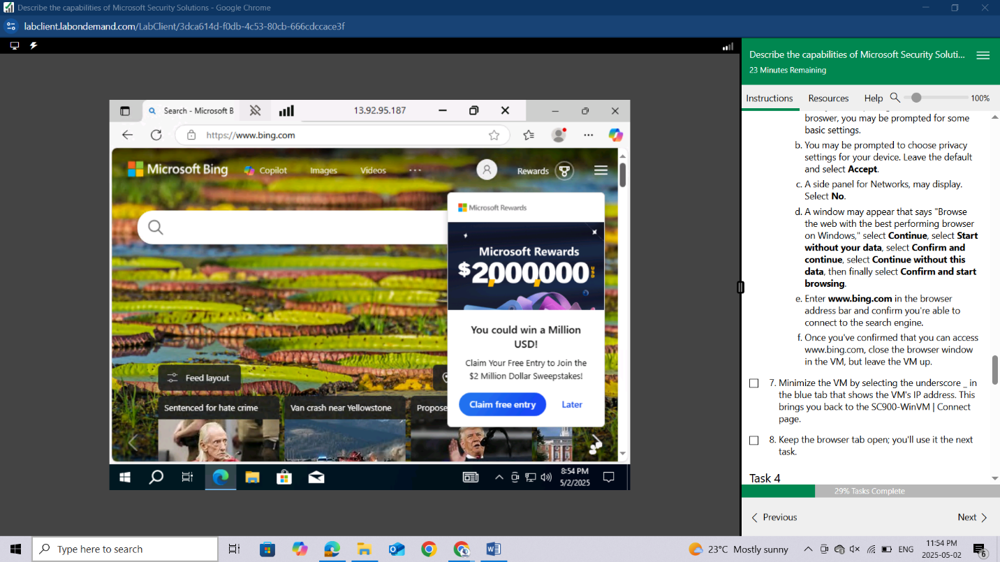 Describe the capabilities of Microsoft Security Solutions - Google Chrome
labclient.labondemand.com/LabClient/3dca614d-f0db-4c53-80cb-666cdccace3f
Search - Microsoft B
13.92.95.187
https://www.bing.com
Microsoft Bing
Copilot
Images
Videos
Rewards
Microsoft Rewards
Microsoft Rewards
$2,000,000 USD
You could win a Million
USD!
Claim Your Free Entry to Join the
$2 Million Dollar Sweepstakes!
Claim free entry
Later
Feed layout
Sentenced for hate crime
Van crash near Yellowstone
Propose
8:54 PM
5/2/2025
Describe the capabilities of Microsoft Security Soluti...
23 Minutes Remaining
Instructions
Resources
Help
100%
broswer, you may be prompted for some
basic settings.
b. You may be prompted to choose privacy
settings for your device. Leave the default
and select Accept.
c. A side panel for Networks, may display.
Select No.
d. A window may appear that says "Browse
the web with the best performing browser
on Windows," select Continue, select Start
without your data, select Confirm and
continue, select Continue without this
data, then finally select Confirm and start
browsing.
e. Enter www.bing.com in the browser
address bar and confirm you're able to
connect to the search engine.
f. Once you've confirmed that you can access
www.bing.com, close the browser window
in the VM, but leave the VM up.
7. Minimize the VM by selecting the underscore _ in
the blue tab that shows the VM's IP address. This
brings you back to the SC900-WinVM | Connect
page.
8. Keep the browser tab open; you'll use it the next
task.
Task 4
29% Tasks Complete
Previous
Next
Type here to search
23°C Mostly sunny
ENG
11:54 PM
2025-05-02
6